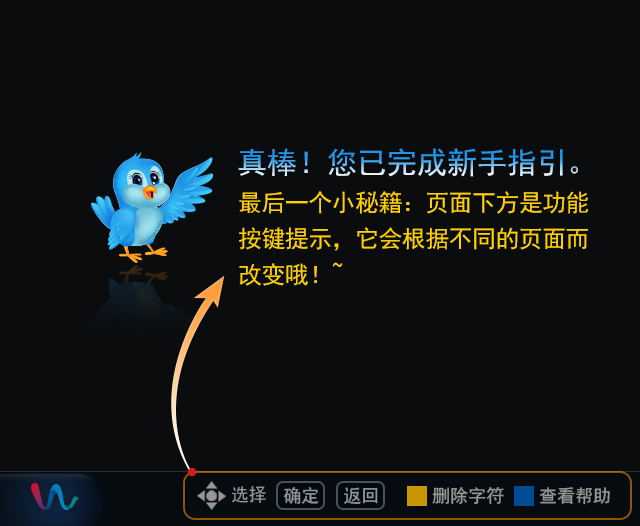 真棒！您已完成新手指引。
最后一个小秘籍：页面下方是功能
按键提示，它会根据不同的页面而
改变哦！~
选择 确定 返回 删除字符 查看帮助